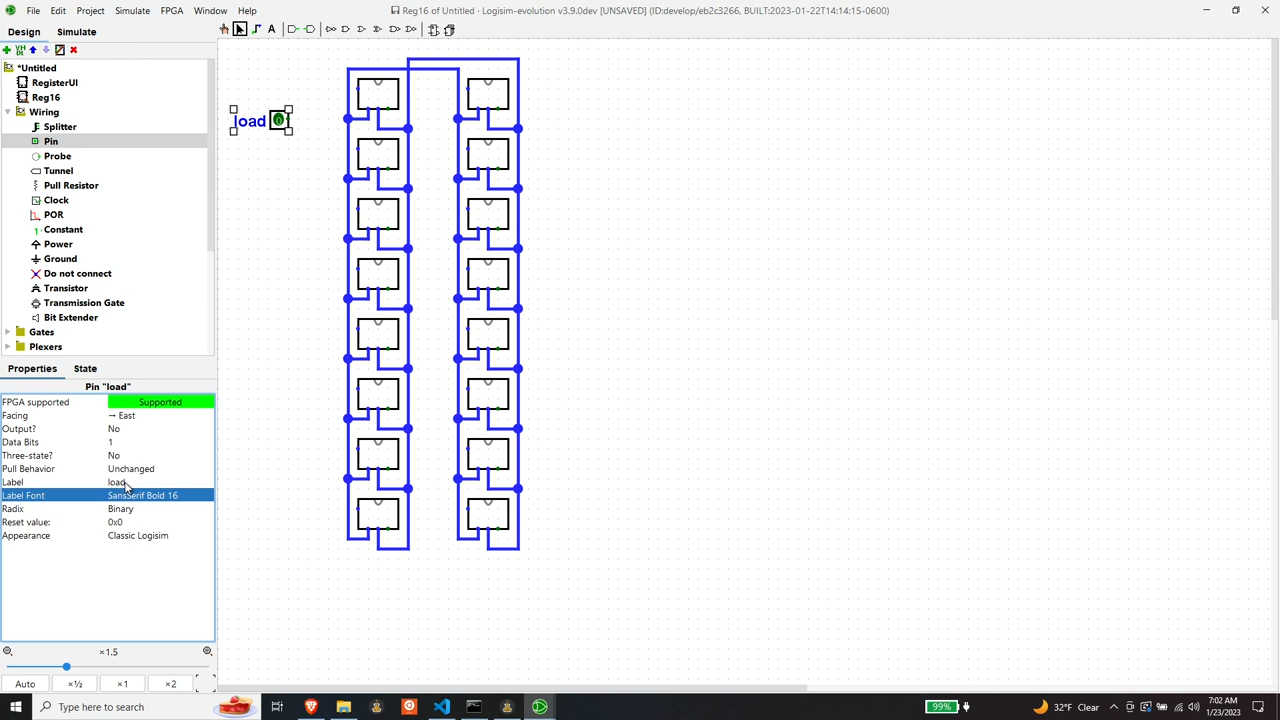 Reg16 of Untitled · Logisim-evolution v3.9.0dev [UNSAVED] (ID:develop/eb2c3266, BUILT:2023-01-22T14:14:15-0600)
File Edit Project Simulate FPGA Window Help
Design Simulate
A
VH
DL
*Untitled
RegisterUI
Reg16
Wiring
Splitter
Pin
Probe
Tunnel
Pull Resistor
Clock
POR
Constant
Power
Ground
Do not connect
Transistor
Transmission Gate
Bit Extender
Gates
Plexers
load 0
Properties State
Pin "load"
FPGA supported Supported
Facing → East
Output? No
Data Bits 1
Three-state? No
Pull Behavior Unchanged
Label load
Label Font SansSerif Bold 16
Radix Binary
Reset value: 0x0
Appearance Classic Logisim
×1.5
Auto ×½ ×1 ×2
Type here to search
99%
32°F Clear
7:02 AM
1/23/2023